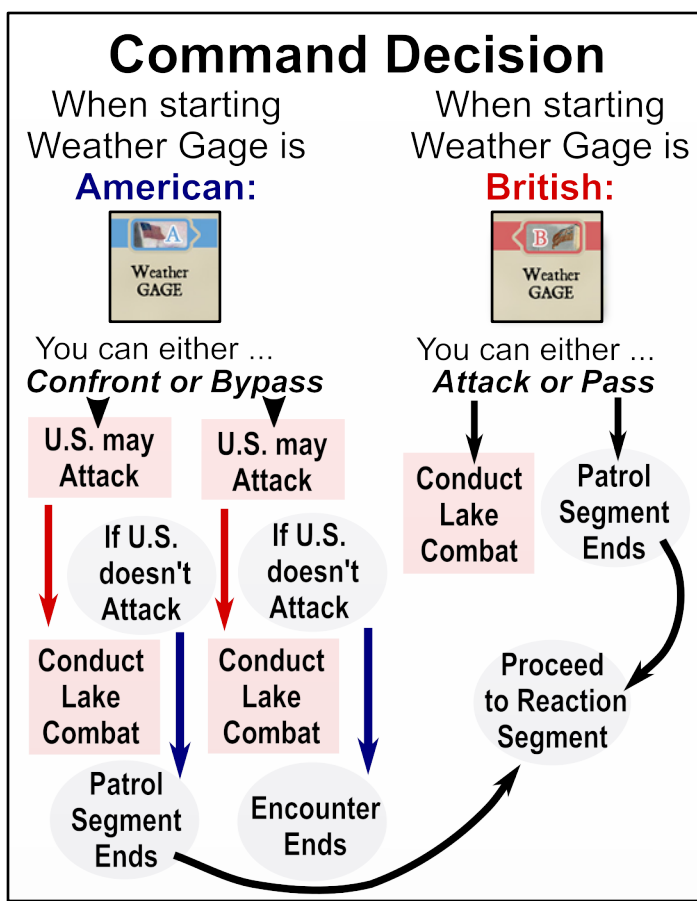 Command Decision
When starting
Weather Gage is
American:
A
Weather
GAGE
You can either ...
Confront or Bypass
U.S. may
Attack
U.S. may
Attack
If U.S.
doesn't
Attack
If U.S.
doesn't
Attack
Conduct
Lake
Combat
Conduct
Lake
Combat
Patrol
Segment
Ends
Encounter
Ends
When starting
Weather Gage is
British:
B
Weather
GAGE
You can either ...
Attack or Pass
Conduct
Lake
Combat
Patrol
Segment
Ends
Proceed
to Reaction
Segment